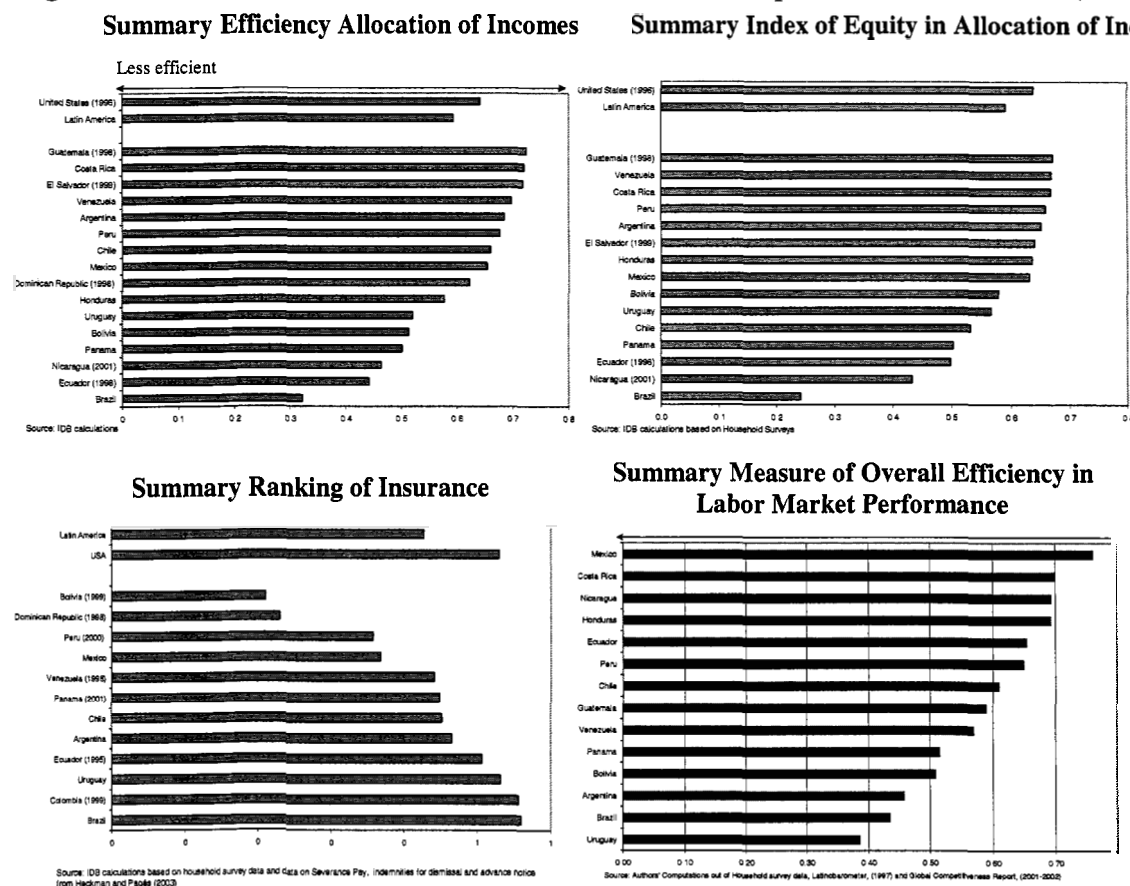 Summary Efficiency Allocation of Incomes
Less efficient
United States (1996)
Latin America
Guatemala (1998)
Costa Rica
El Salvador (1999)
Venezuela
Argentina
Peru
Chile
Mexico
Dominican Republic (1996)
Honduras
Uruguay
Bolivia
Panama
Nicaragua (2001)
Ecuador (1998)
Brazil
0 0.1 0.2 0.3 0.4 0.5 0.6 0.7 0.8
Source: IDB calculations
Summary Index of Equity in Allocation of In
United States (1996)
Latin America
Guatemala (1998)
Venezuela
Costa Rica
Peru
Argentina
El Salvador (1999)
Honduras
Mexico
Bolivia
Uruguay
Chile
Panama
Ecuador (1998)
Nicaragua (2001)
Brazil
0.0 0.1 0.2 0.3 0.4 0.5 0.6 0.7 0.8
Source: IDB calculations based on Household Surveys
Summary Ranking of Insurance
Latin America
USA
Bolivia (1999)
Dominican Republic (1998)
Peru (2000)
Mexico
Venezuela (1998)
Panama (2001)
Chile
Argentina
Ecuador (1995)
Uruguay
Colombia (1999)
Brazil
0 0 0 0 0 1 1
Source: IDB calculations based on household survey data and data on Severance Pay, Indemnities for dismissal and advance notice
from Heckman and Pagés (2003)
Summary Measure of Overall Efficiency in
Labor Market Performance
Mexico
Costa Rica
Nicaragua
Honduras
Ecuador
Peru
Chile
Guatemala
Venezuela
Panama
Bolivia
Argentina
Brazil
Uruguay
0.00 0.10 0.20 0.30 0.40 0.50 0.60 0.70
Source: Authors' Computations out of Household survey data, Latinobarometer, (1997) and Global Competitiveness Report, (2001-2002)